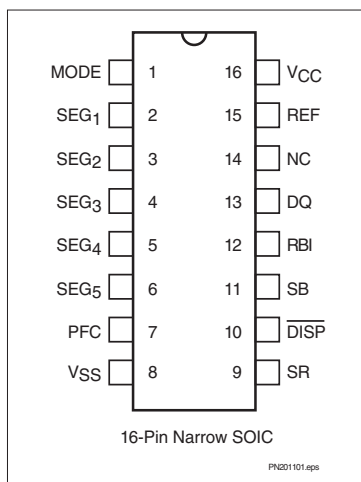 MODE 1 16 VCC
SEG1 2 15 REF
SEG2 3 14 NC
SEG3 4 13 DQ
SEG4 5 12 RBI
SEG5 6 11 SB
PFC 7 10 DISP
VSS 8 9 SR
16-Pin Narrow SOIC
PN201101.eps